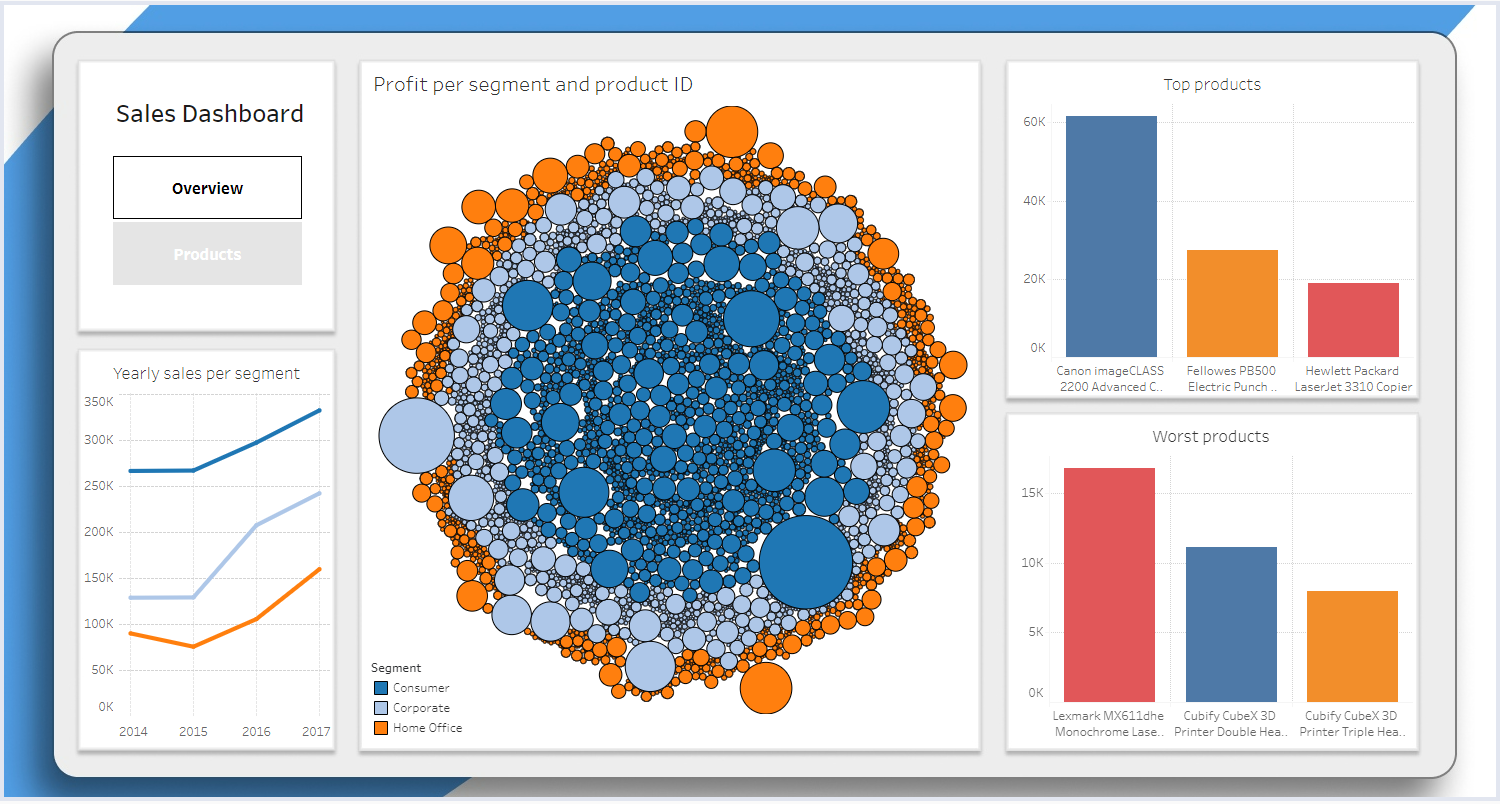 Sales Dashboard
Overview
Products
Yearly sales per segment
350K
300K
250K
200K
150K
100K
50K
0K
2014 2015 2016 2017
Profit per segment and product ID
Segment
Consumer
Corporate
Home Office
Top products
60K
40K
20K
0K
Canon imageCLASS
2200 Advanced C..
Fellowes PB500
Electric Punch ..
Hewlett Packard
LaserJet 3310 Copier
Worst products
15K
10K
5K
0K
Lexmark MX611dhe
Monochrome Lase..
Cubify CubeX 3D
Printer Double Hea..
Cubify CubeX 3D
Printer Triple Hea..